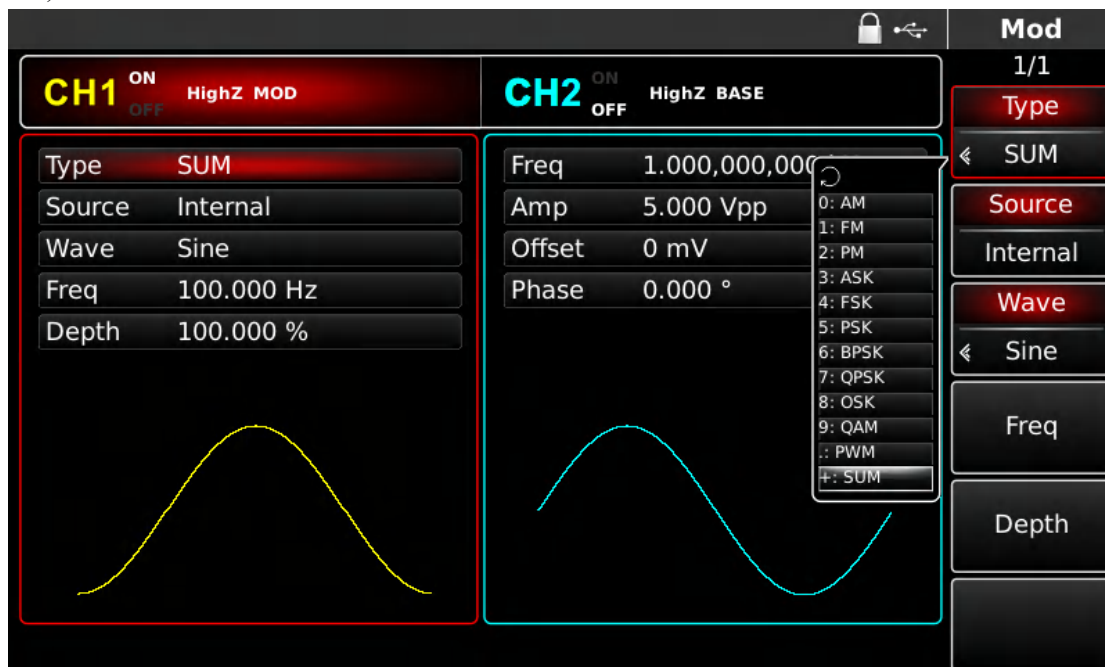 Mod
1/1
CH1 ON OFF HighZ MOD
CH2 ON OFF HighZ BASE
Type SUM
Source Internal
Wave Sine
Freq 100.000 Hz
Depth 100.000 %
Freq 1.000,000,000
Amp 5.000 Vpp
Offset 0 mV
Phase 0.000 °
0: AM
1: FM
2: PM
3: ASK
4: FSK
5: PSK
6: BPSK
7: QPSK
8: OSK
9: QAM
.: PWM
+: SUM
Type
SUM
Source
Internal
Wave
Sine
Freq
Depth